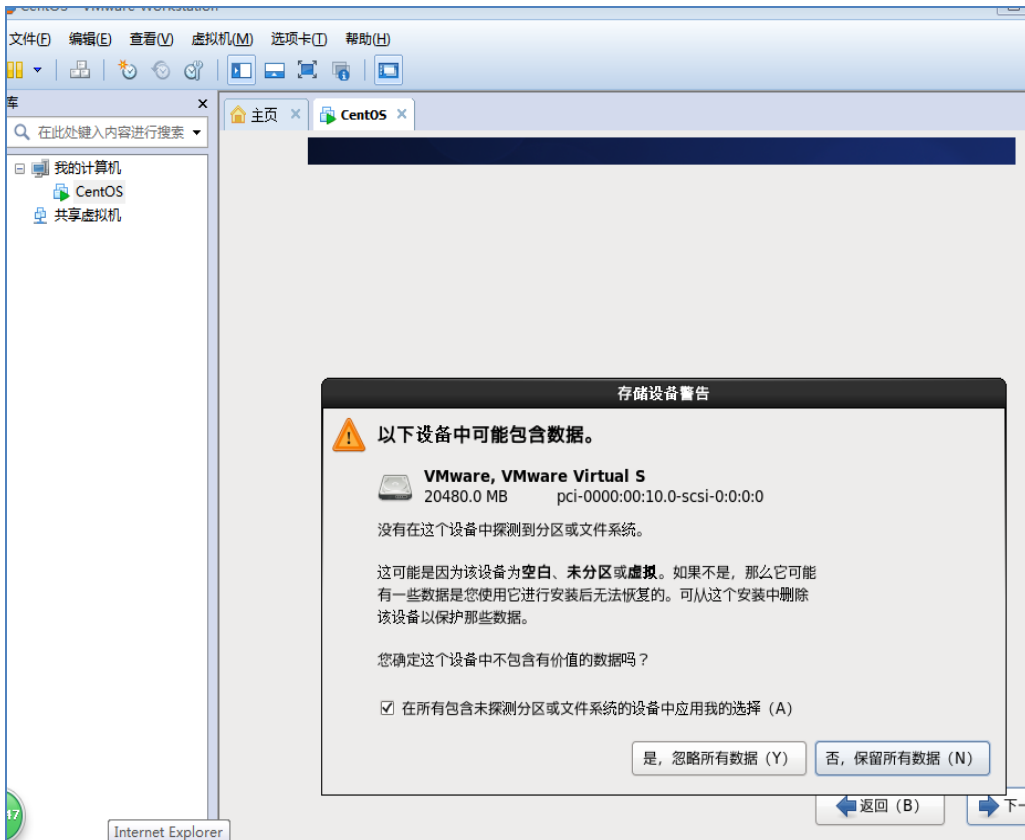 CentOS - VMware Workstation
文件(F) 编辑(E) 查看(V) 虚拟机(M) 选项卡(T) 帮助(H)
库
在此处键入内容进行搜索
主页
CentOS
我的计算机
CentOS
共享虚拟机
存储设备警告
以下设备中可能包含数据。
VMware, VMware Virtual S
20480.0 MB pci-0000:00:10.0-scsi-0:0:0:0
没有在这个设备中探测到分区或文件系统。
这可能是因为该设备为空白、未分区或虚拟。如果不是，那么它可能
有一些数据是您使用它进行安装后无法恢复的。可从这个安装中删除
该设备以保护那些数据。
您确定这个设备中不包含有价值的数据吗？
在所有包含未探测分区或文件系统的设备中应用我的选择（A）
是，忽略所有数据（Y）
否，保留所有数据（N）
返回（B）
下一
47
Internet Explorer